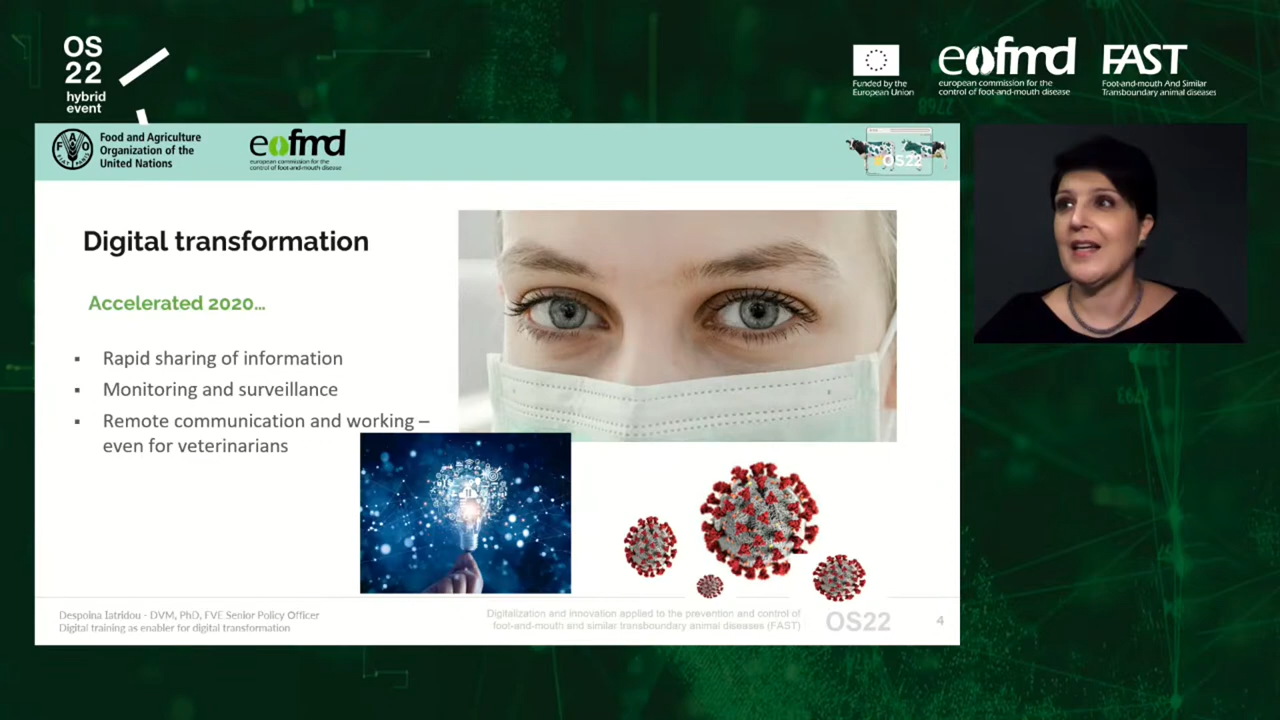 OS
22
hybrid
event
Funded by the
European Union
eofmd
european commission for the
control of foot-and-mouth disease
FAST
Foot-and-mouth And Similar
Transboundary animal diseases
FAO
FIAT PANIS
Food and Agriculture
Organization of the
United Nations
eofmd
european commission for the
control of foot-and-mouth disease
OS22
Digital transformation
Accelerated 2020…
▪ Rapid sharing of information
▪ Monitoring and surveillance
▪ Remote communication and working –
even for veterinarians
Despoina Iatridou - DVM, PhD, FVE Senior Policy Officer
Digital training as enabler for digital transformation
Digitalization and innovation applied to the prevention and control of
foot-and-mouth and similar transboundary animal diseases (FAST)
OS22
4